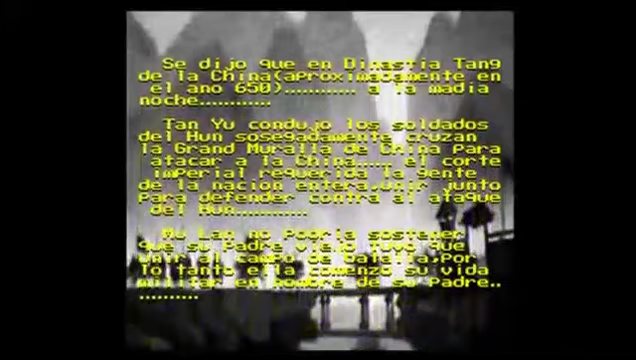 Se dijo que en Dinastia Tang
de la China(aproximadamente en
el ano 650)............ a la madia
noche............
Tan Yu condujo los soldados
del Hun sosegadamente cruzan
la Grand Muralla de China para
atacar a la China..... el corte
imperial requerida la gente
de la nacion entera,unir junto
para defender contra al ataque
del Hun............
Mu Lan no podria sostener
que su padre viejo tuvo que
unir al campo de batalla,por
lo tanto ella comenzo su vida
militar en nombre de su padre..
..........